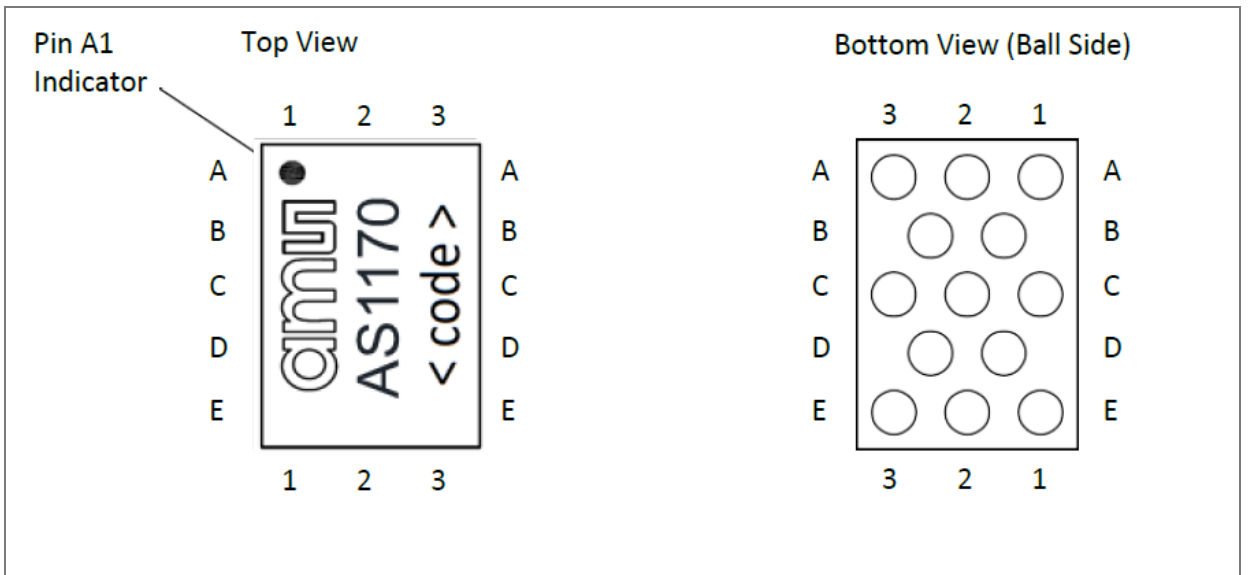 Pin A1
Indicator
Top View
1 2 3
A A
B B
C C
D D
E E
amu
AS1170
< code >
1 2 3
Bottom View (Ball Side)
3 2 1
A A
B B
C C
D D
E E
3 2 1